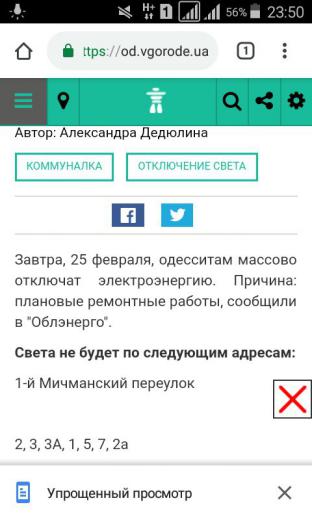 H+ 1 56% 23:50
ttps://od.vgorode.ua 1
Автор: Александра Дедюлина
КОММУНАЛКА ОТКЛЮЧЕНИЕ СВЕТА
Завтра, 25 февраля, одесситам массово
отключат электроэнергию. Причина:
плановые ремонтные работы, сообщили
в "Облэнерго".
Света не будет по следующим адресам:
1-й Мичманский переулок
2, 3, 3А, 1, 5, 7, 2а
Упрощенный просмотр